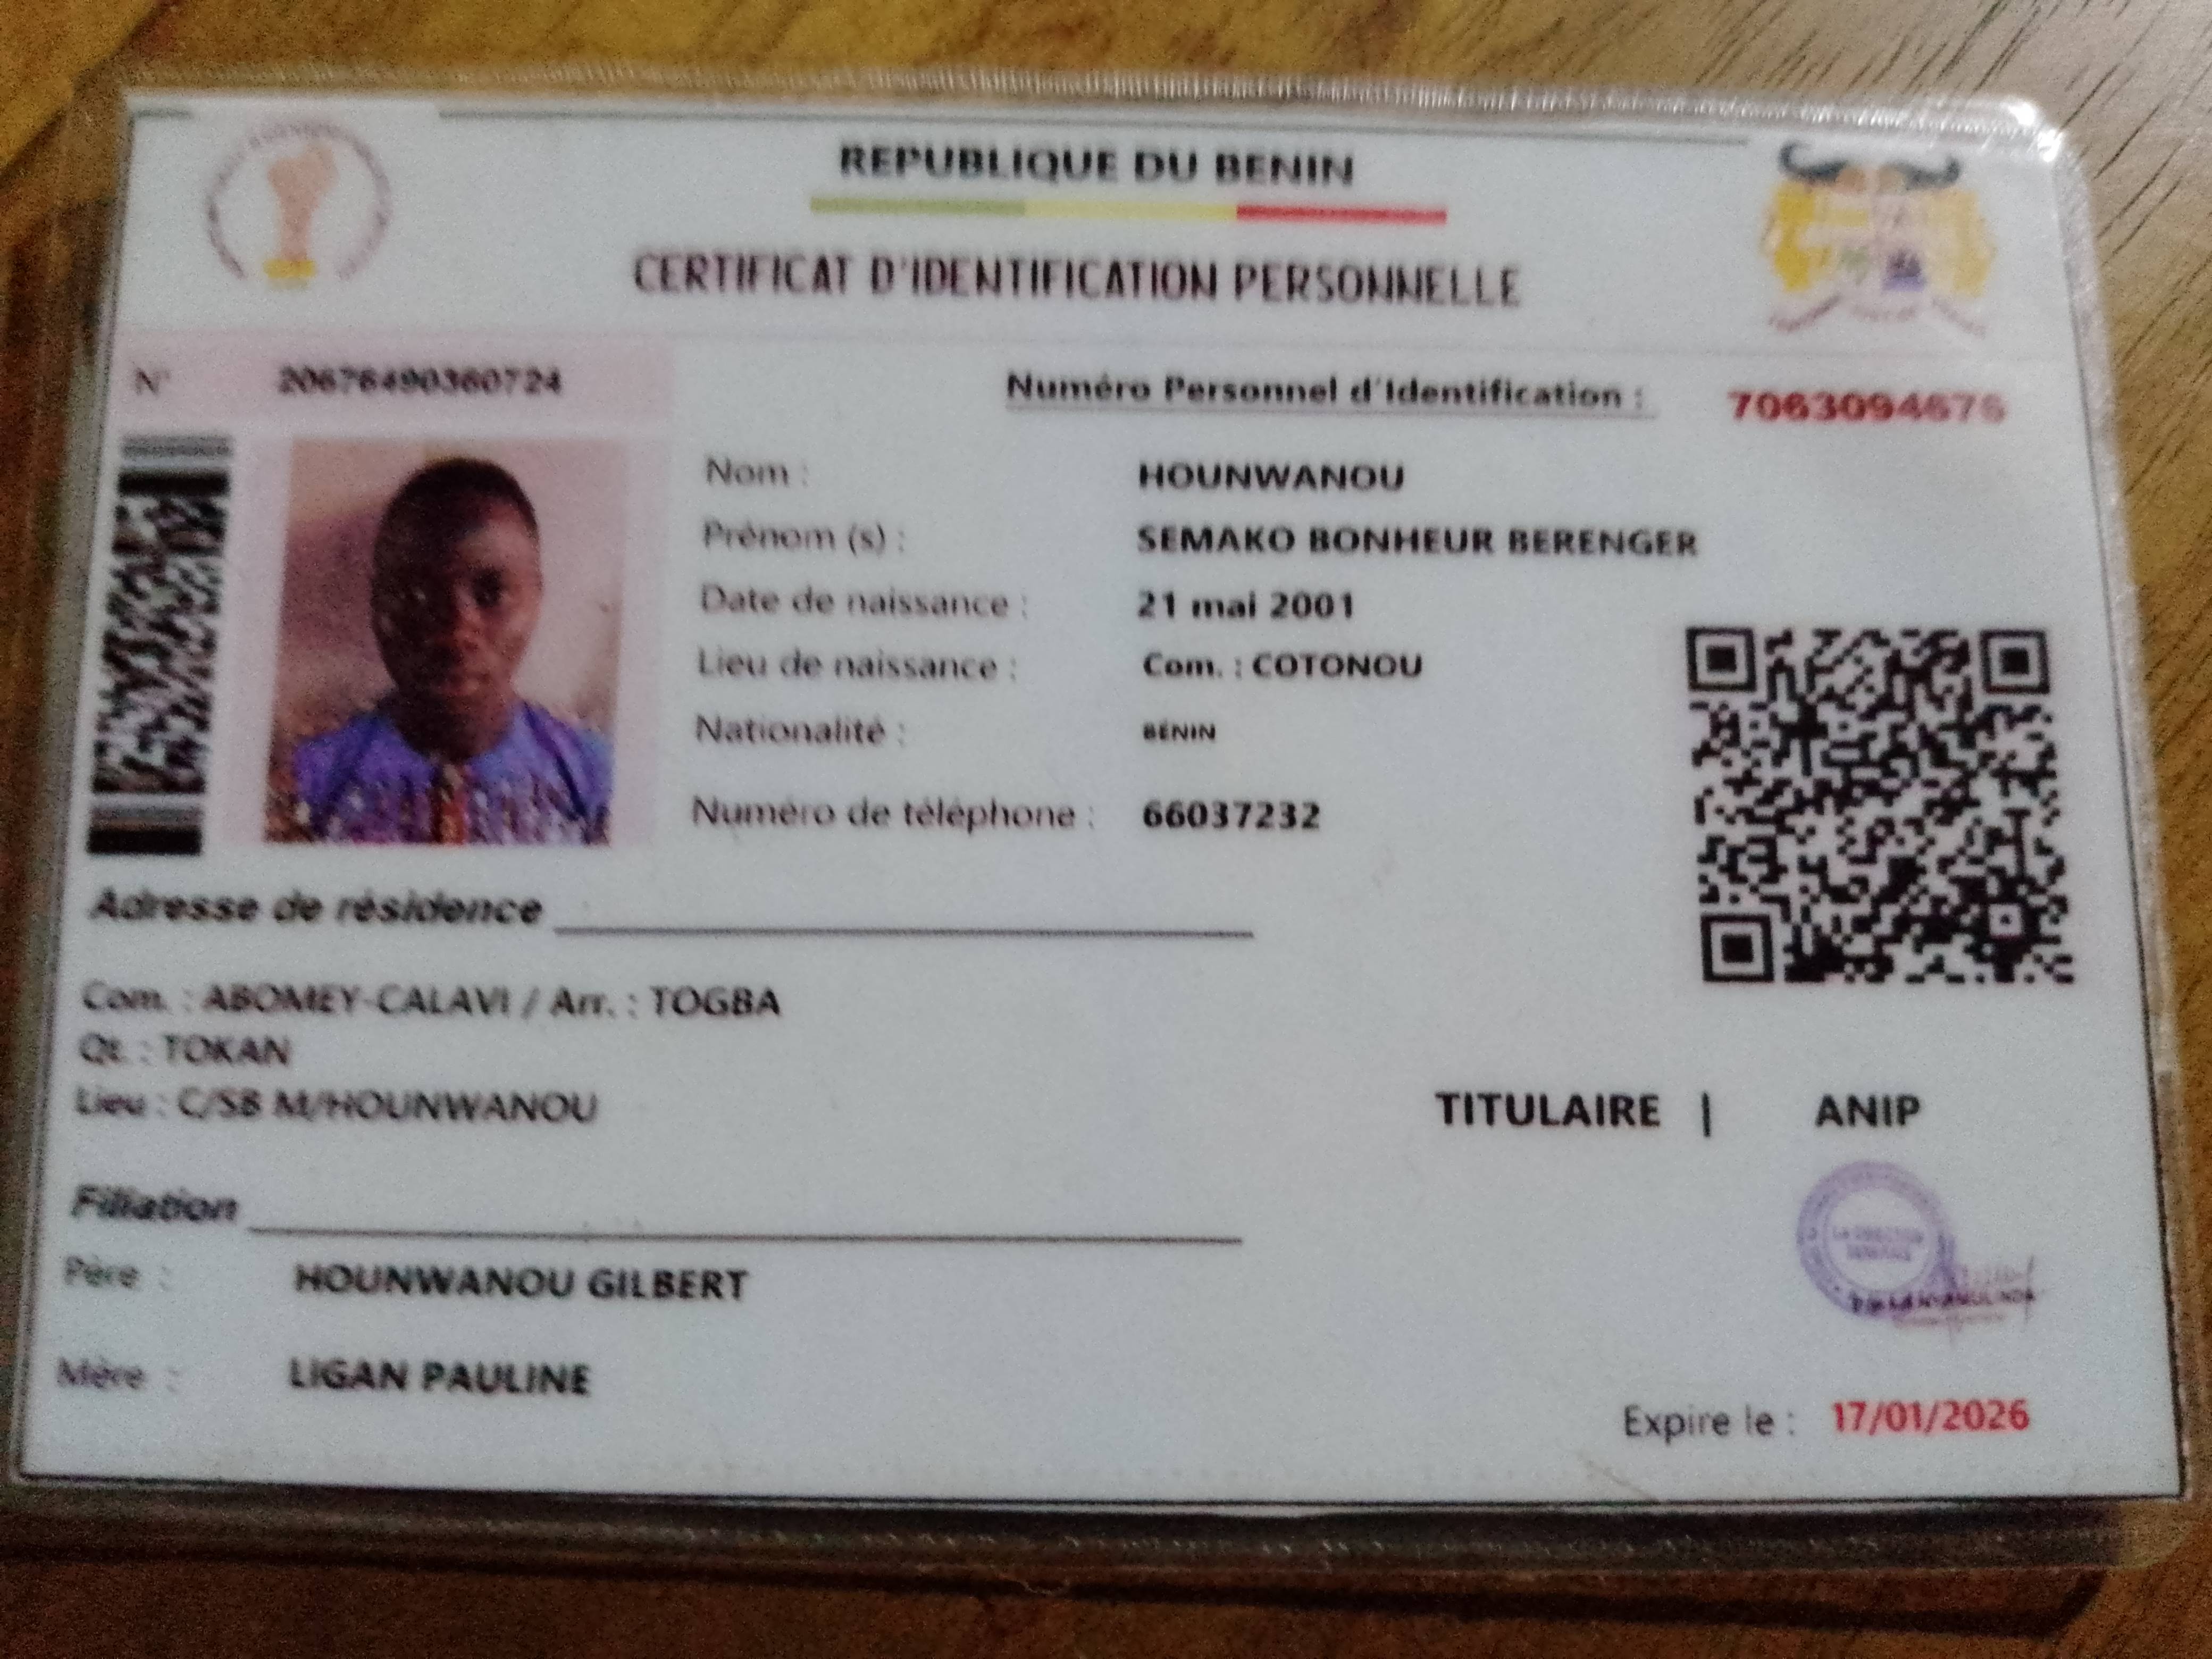 REPUBLIQUE DU BENIN
CERTIFICAT D'IDENTIFICATION PERSONNELLE
N° 20676490360724
Numéro Personnel d'Identification : 7063094676
Nom : HOUNWANOU
Prénom (s) : SEMAKO BONHEUR BERENGER
Date de naissance : 21 mai 2001
Lieu de naissance : Com. : COTONOU
Nationalité : BENIN
Numéro de téléphone : 66037232
Adresse de résidence
Com. : ABOMEY-CALAVI / Arr. : TOGBA
Qt. : TOKAN
Lieu : C/SB M/HOUNWANOU
TITULAIRE | ANIP
Filiation
Père : HOUNWANOU GILBERT
Mère : LIGAN PAULINE
Expire le : 17/01/2026